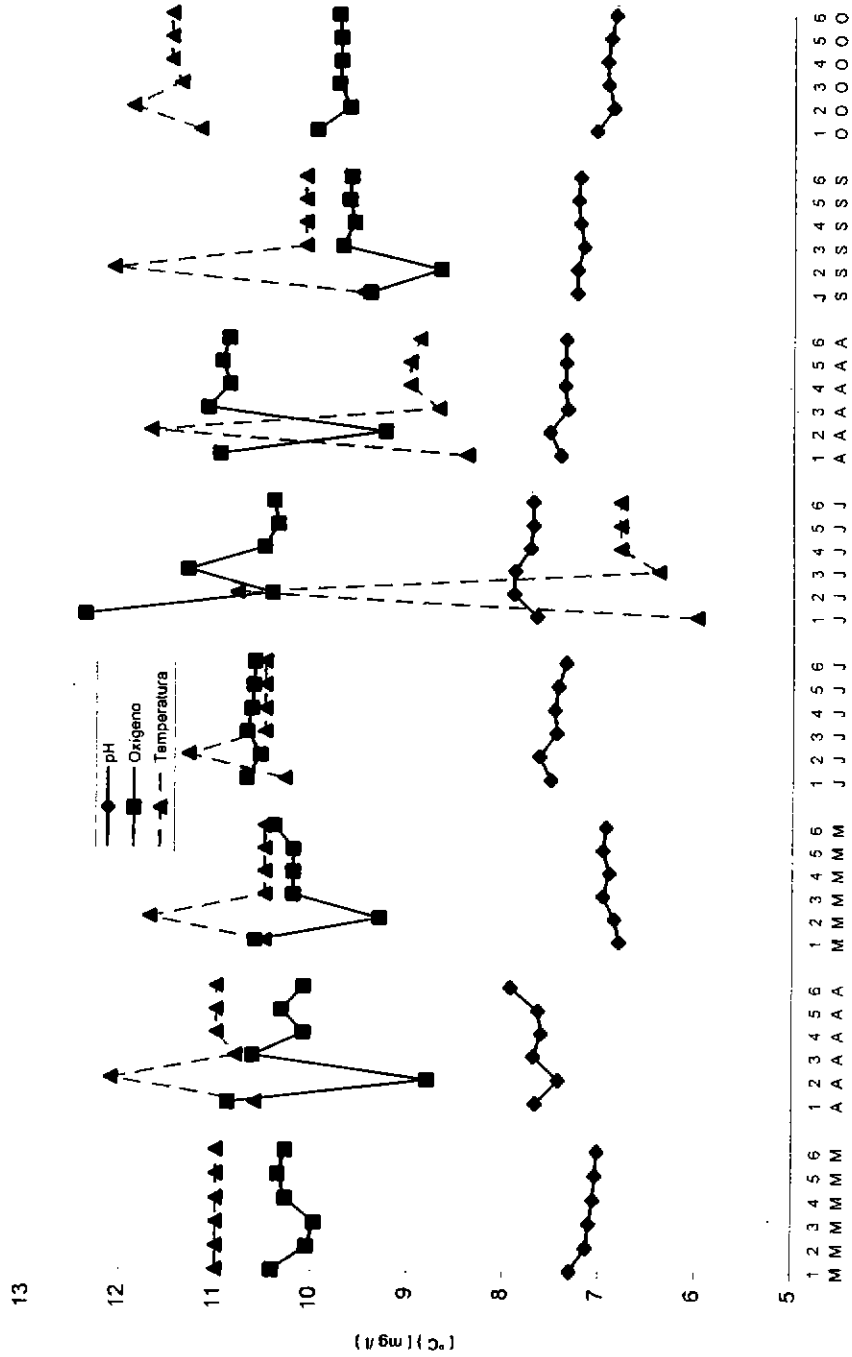 13
12
11
10
9
8
7
6
5
[°C] [mg/l]
pH
Oxígeno
Temperatura
1 2 3 4 5 6 1 2 3 4 5 6 1 2 3 4 5 6 1 2 3 4 5 6 1 2 3 4 5 6 1 2 3 4 5 6 1 2 3 4 5 6 1 2 3 4 5 6
M M M M M M A A A A A A M M M M M M J J J J J J J J J J J J A A A A A A J S S S S S O O O O O O